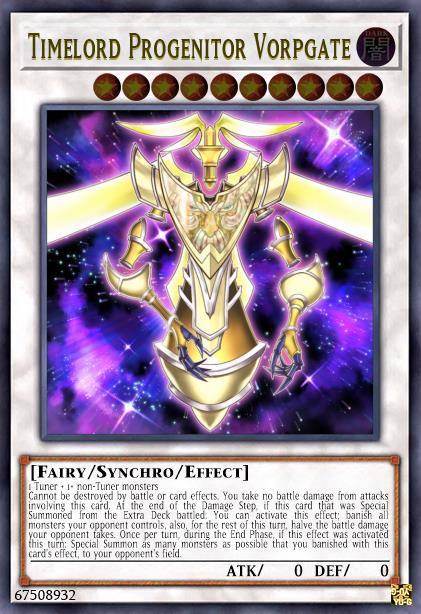 Timelord Progenitor Vorpgate
DARK
[Fairy/Synchro/Effect]
1 Tuner + 1+ non-Tuner monsters
Cannot be destroyed by battle or card effects. You take no battle damage from attacks
involving this card. At the end of the Damage Step, if this card that was Special
Summoned from the Extra Deck battled: You can activate this effect; banish all
monsters your opponent controls, also, for the rest of this turn, halve the battle damage
your opponent takes. Once per turn, during the End Phase, if this effect was activated
this turn: Special Summon as many monsters as possible that you banished with this
card's effect, to your opponent's field.
ATK/ 0 DEF/ 0
67508932